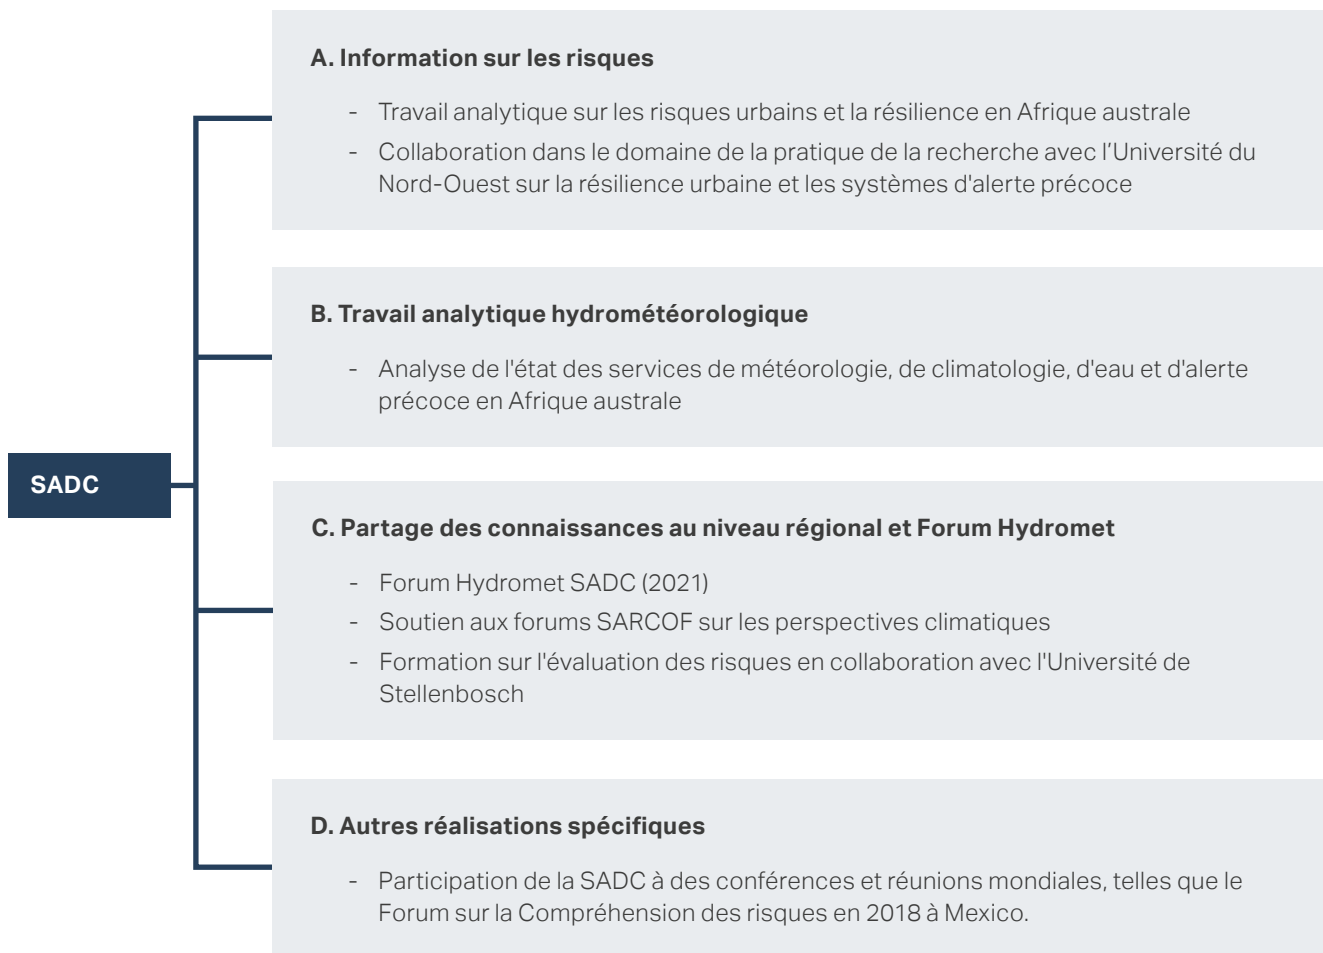 A. Information sur les risques
- Travail analytique sur les risques urbains et la résilience en Afrique australe
- Collaboration dans le domaine de la pratique de la recherche avec l’Université du
Nord-Ouest sur la résilience urbaine et les systèmes d'alerte précoce
B. Travail analytique hydrométéorologique
- Analyse de l'état des services de météorologie, de climatologie, d'eau et d'alerte
précoce en Afrique australe
SADC
C. Partage des connaissances au niveau régional et Forum Hydromet
- Forum Hydromet SADC (2021)
- Soutien aux forums SARCOF sur les perspectives climatiques
- Formation sur l'évaluation des risques en collaboration avec l'Université de
Stellenbosch
D. Autres réalisations spécifiques
- Participation de la SADC à des conférences et réunions mondiales, telles que le
Forum sur la Compréhension des risques en 2018 à Mexico.